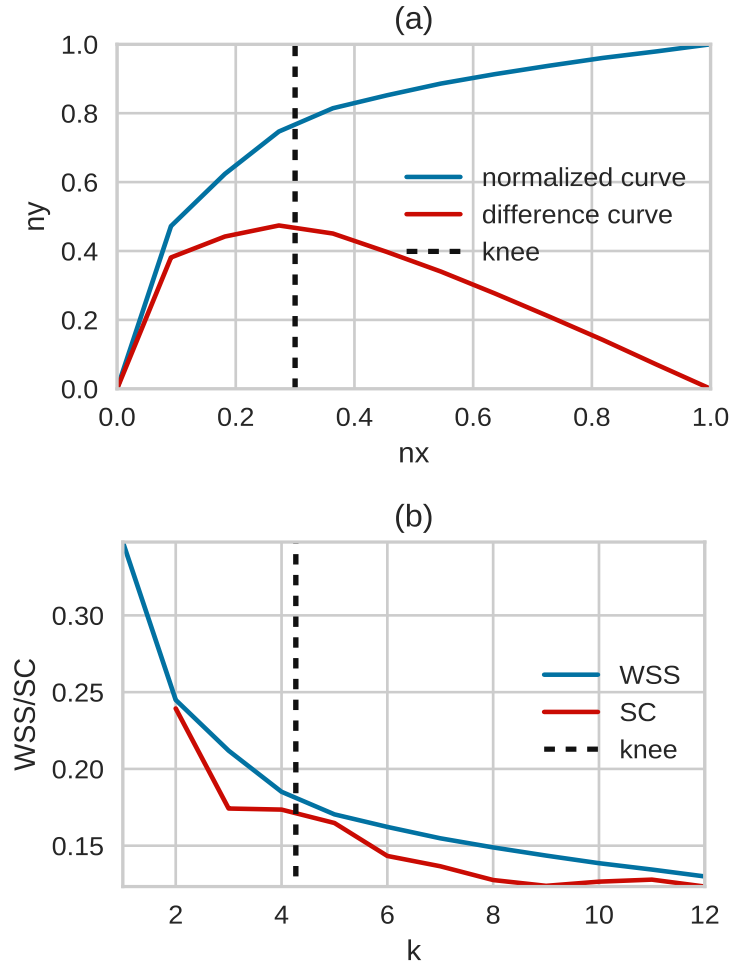 (a)
1.0
0.8
0.6
0.4
0.2
0.0
ny
normalized curve
difference curve
knee
0.0 0.2 0.4 0.6 0.8 1.0
nx
(b)
0.30
0.25
0.20
0.15
WSS/SC
WSS
SC
knee
2 4 6 8 10 12
k